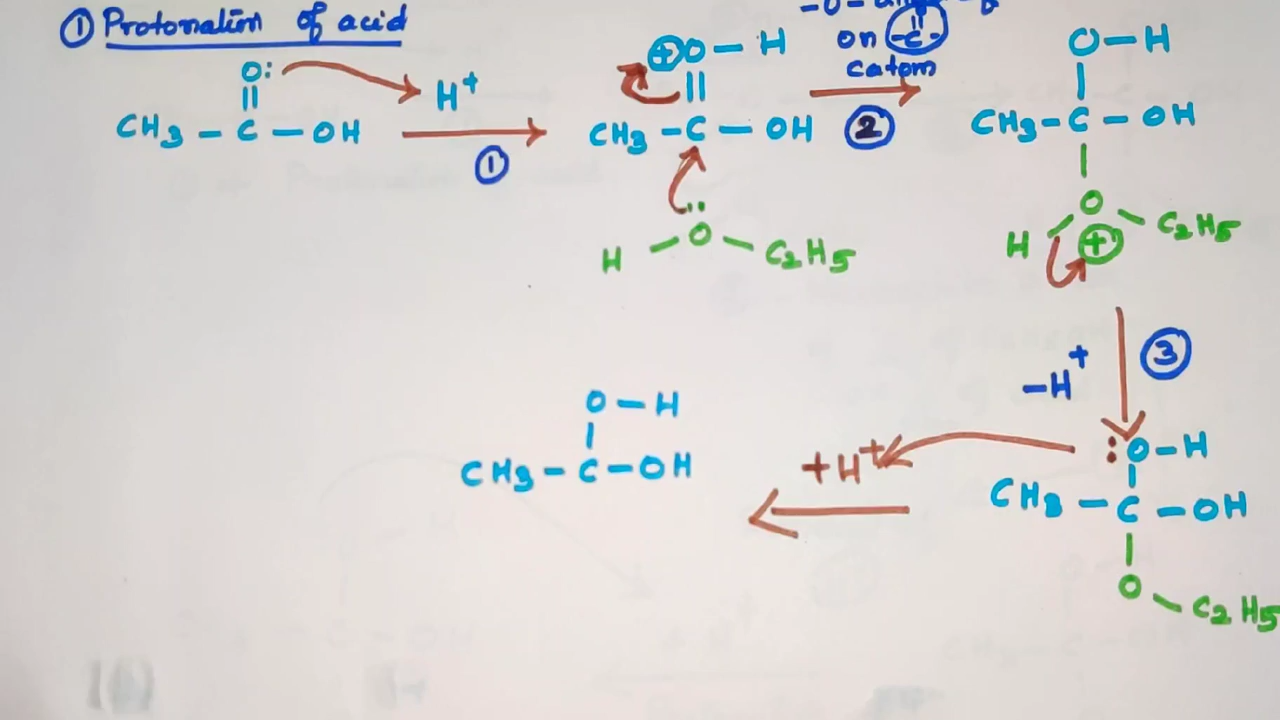 ① Protonation of acid
on -C-
Catom
O:
||
CH3 - C - OH
H+
①
⊕O - H
||
CH3 - C - OH
②
H - O - C2H5
O - H
|
CH3 - C - OH
|
O
H ⊕ C2H5
-H+
③
:O - H
|
CH3 - C - OH
|
O - C2H5
+H+
O - H
|
CH3 - C - OH